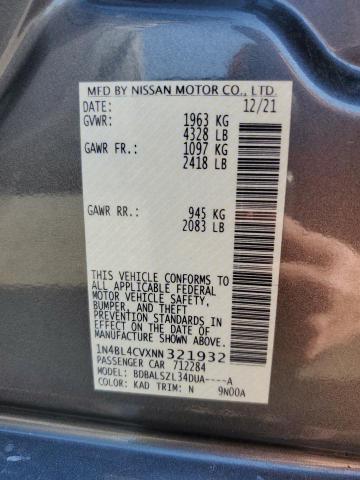 MFD BY NISSAN MOTOR CO., LTD.
DATE: 12/21
GVWR: 1963 KG
4328 LB
GAWR FR.: 1097 KG
2418 LB
GAWR RR.: 945 KG
2083 LB
THIS VEHICLE CONFORMS TO
ALL APPLICABLE FEDERAL
MOTOR VEHICLE SAFETY,
BUMPER, AND THEFT
PREVENTION STANDARDS
IN EFFECT ON THE DATE OF
MANUFACTURE SHOWN ABOVE.
1N4BL4CVXNN321932
PASSENGER CAR 712284
MODEL: BDBALSZL34DUA----A
COLOR: KAD TRIM: N 9N00A